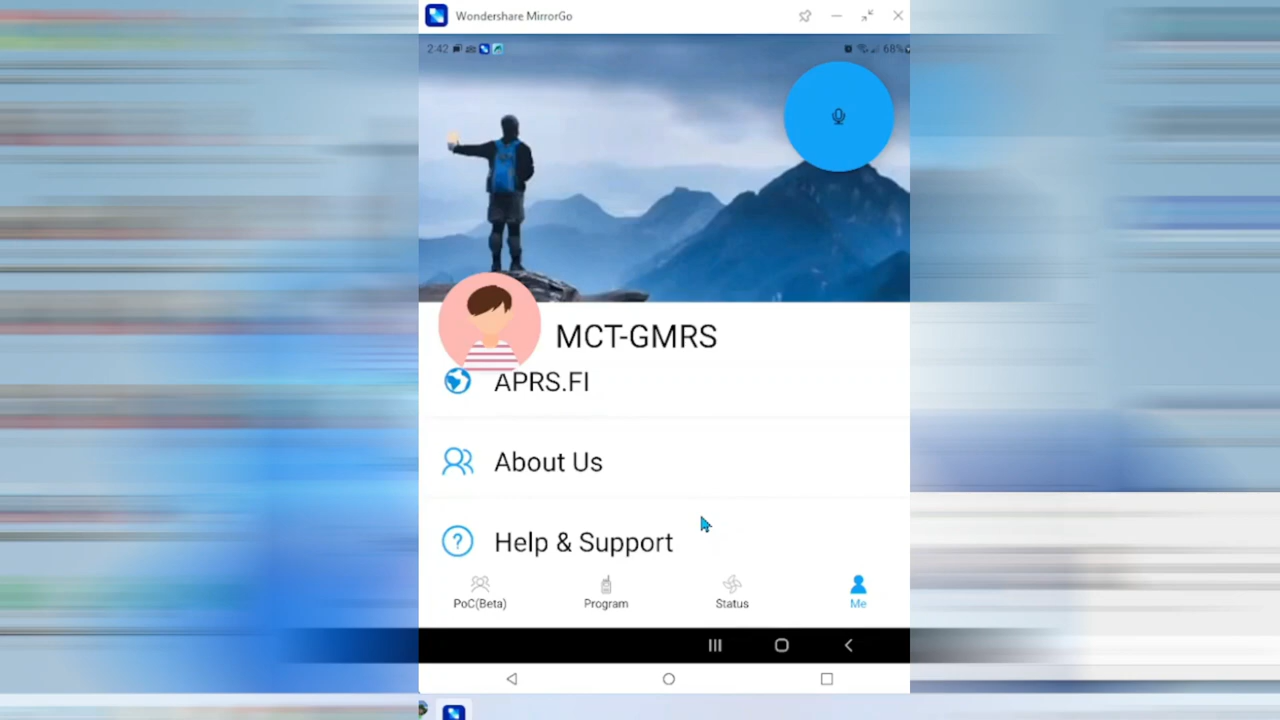 Wondershare MirrorGo
2:42
68%
MCT-GMRS
APRS.FI
About Us
Help & Support
PoC(Beta)
Program
Status
Me